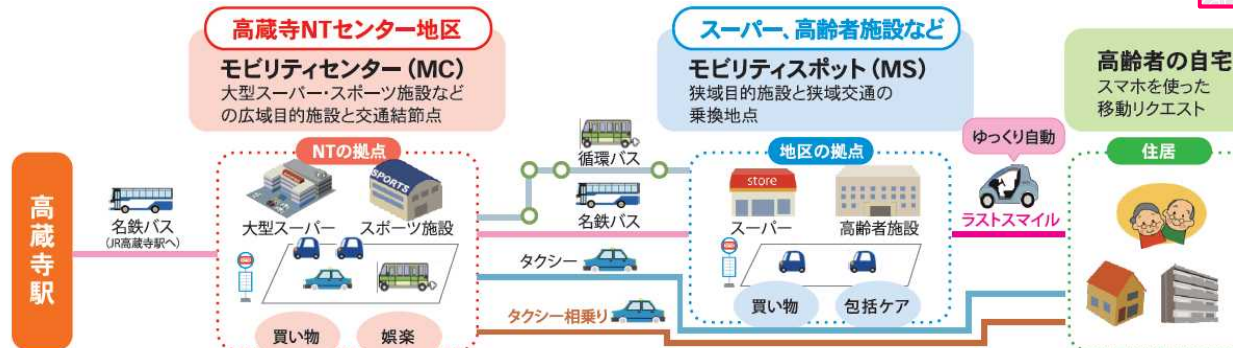 高蔵寺NTセンター地区
モビリティセンター（MC）
大型スーパー・スポーツ施設など
の広域目的施設と交通結節点
スーパー、高齢者施設など
モビリティスポット（MS）
狭域目的施設と狭域交通の
乗換地点
高齢者の自宅
スマホを使った
移動リクエスト
高蔵寺駅
名鉄バス
（JR高蔵寺駅へ）
NTの拠点
SPORTS
大型スーパー
スポーツ施設
買い物
娯楽
循環バス
名鉄バス
タクシー
タクシー相乗り
地区の拠点
store
スーパー
高齢者施設
買い物
包括ケア
ゆっくり自動
ラストスマイル
住居